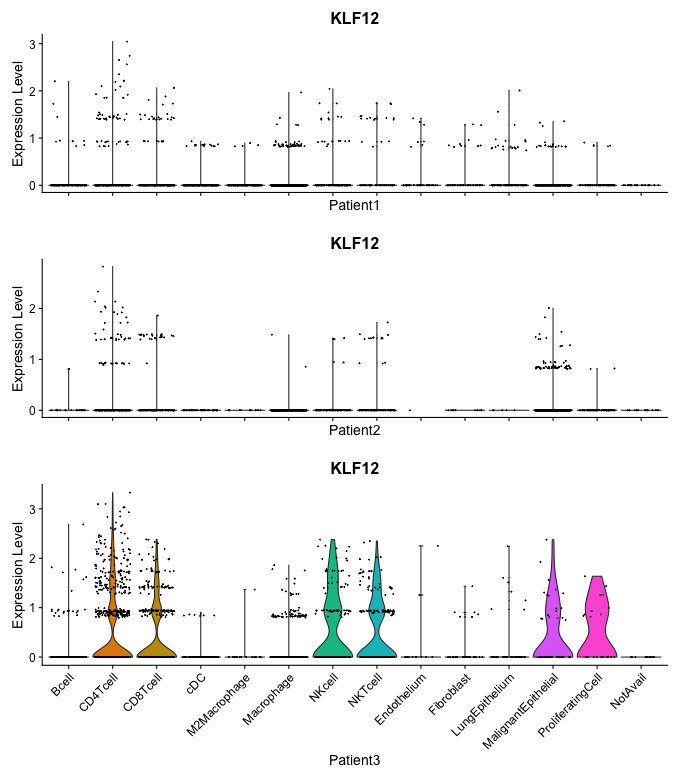 KLF12
Expression Level
3
2
1
0
Patient1
KLF12
Expression Level
2
1
0
Patient2
KLF12
Expression Level
3
2
1
0
Bcell
CD4Tcell
CD8Tcell
cDC
M2Macrophage
Macrophage
NKcell
NKTcell
Endothelium
Fibroblast
LungEpithelium
MalignantEpithelial
ProliferatingCell
NotAvail
Patient3